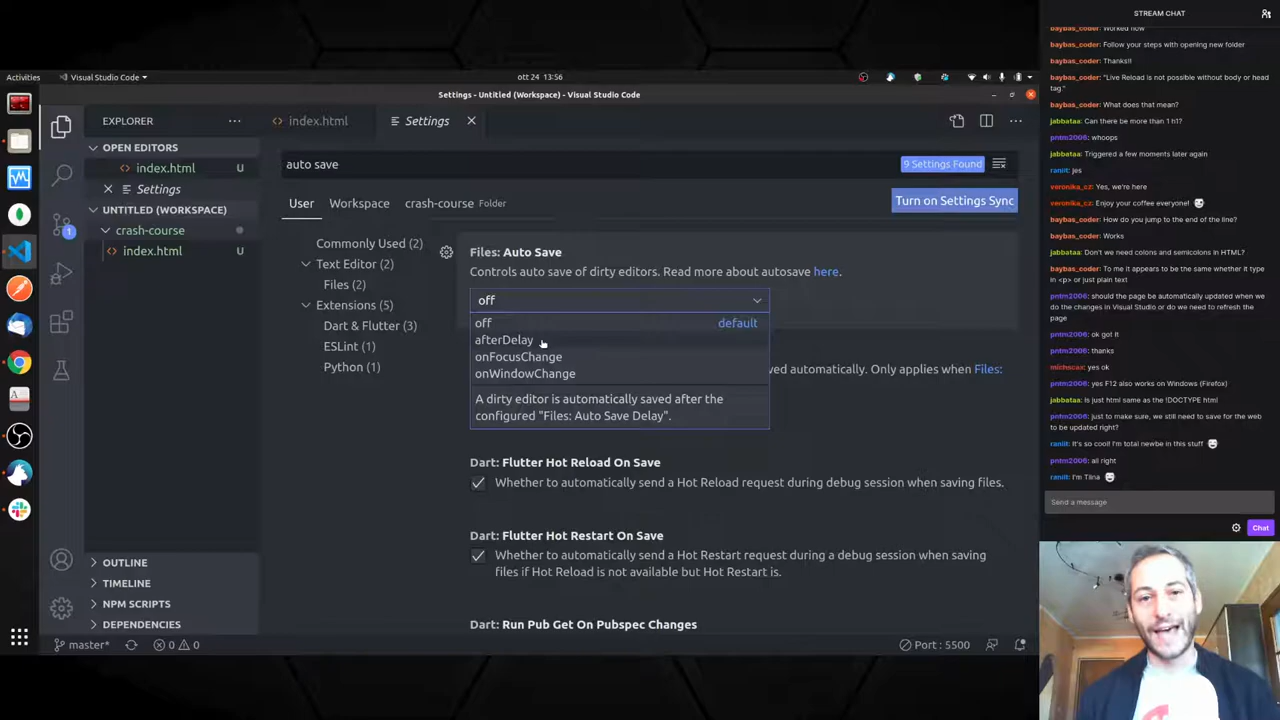 Activities
Visual Studio Code
ott 24 13:56
Settings - Untitled (Workspace) - Visual Studio Code
EXPLORER
OPEN EDITORS
index.html U
Settings
UNTITLED (WORKSPACE)
crash-course
index.html U
1
OUTLINE
TIMELINE
NPM SCRIPTS
DEPENDENCIES
index.html
Settings
auto save
9 Settings Found
User Workspace crash-course Folder
Turn on Settings Sync
Commonly Used (2)
Text Editor (2)
Files (2)
Extensions (5)
Dart & Flutter (3)
ESLint (1)
Python (1)
Files: Auto Save
Controls auto save of dirty editors. Read more about autosave here.
off
off default
afterDelay
onFocusChange
onWindowChange
A dirty editor is automatically saved after the
configured "Files: Auto Save Delay".
ved automatically. Only applies when Files:
Dart: Flutter Hot Reload On Save
Whether to automatically send a Hot Reload request during debug session when saving files.
Dart: Flutter Hot Restart On Save
Whether to automatically send a Hot Restart request during a debug session when saving
files if Hot Reload is not available but Hot Restart is.
Dart: Run Pub Get On Pubspec Changes
master*
0 0
Port : 5500
STREAM CHAT
baybas_coder: Worked now
baybas_coder: Follow your steps with opening new folder
baybas_coder: Thanks!!
baybas_coder: "Live Reload is not possible without body or head
tag."
baybas_coder: What does that mean?
jabbataa: Can there be more than 1 h1?
pntm2006: whoops
jabbataa: Triggered a few moments later again
raniit: jes
veronika_cz: Yes, we're here
veronika_cz: Enjoy your coffee everyone!
baybas_coder: How do you jump to the end of the line?
baybas_coder: Works
jabbataa: Don't we need colons and semicolons in HTML?
baybas_coder: To me it appears to be the same whether it type
in <p> or just plain text
pntm2006: should the page be automatically updated when we
do the changes in Visual Studio or do we need to refresh the
page
pntm2006: ok got it
pntm2006: thanks
michscax: yes ok
pntm2006: yes F12 also works on Windows (Firefox)
jabbataa: Is just html same as the !DOCTYPE html
pntm2006: just to make sure, we still need to save for the web
to be updated right?
raniit: It's so cool! I'm total newbe in this stuff
pntm2006: all right
raniit: I'm Tiina
Send a message
Chat